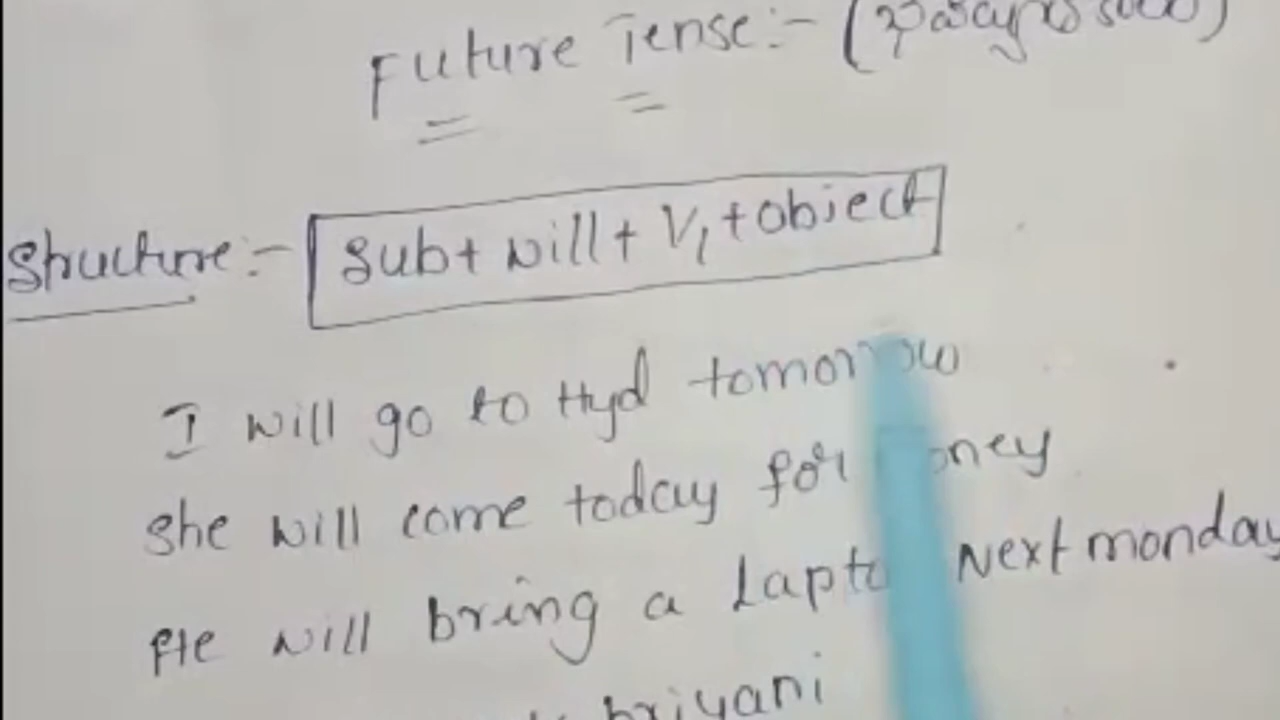 Future Tense:- (
Structure:- Sub+ will + V1 + object
I will go to Hyd tomorrow
She will come today for
He will bring a Next monday
briyani